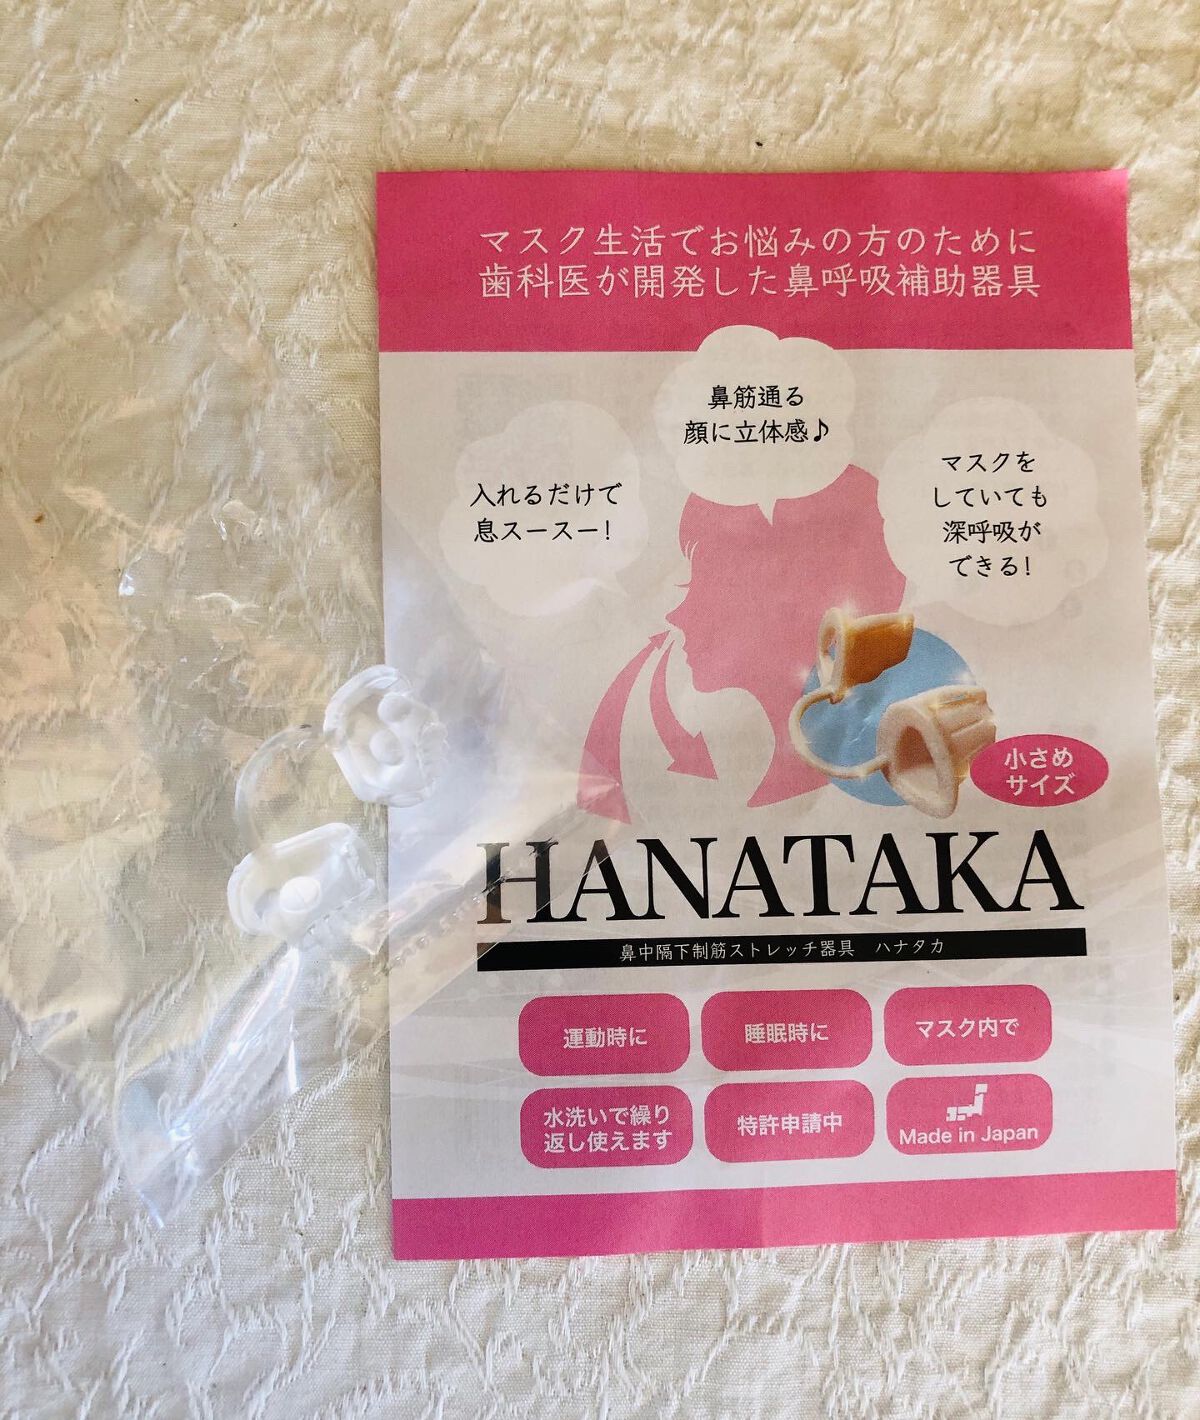 マスク生活でお悩みの方のために
歯科医が開発した鼻呼吸補助器具
鼻筋通る
顔に立体感♪
入れるだけで
息スースー!
マスクを
していても
深呼吸が
できる!
小さめ
サイズ
HANATAKA
鼻中隔下制筋ストレッチ器具 ハナタカ
運動時に
睡眠時に
マスク内で
水洗いで繰り
返し使えます
特許申請中
Made in Japan